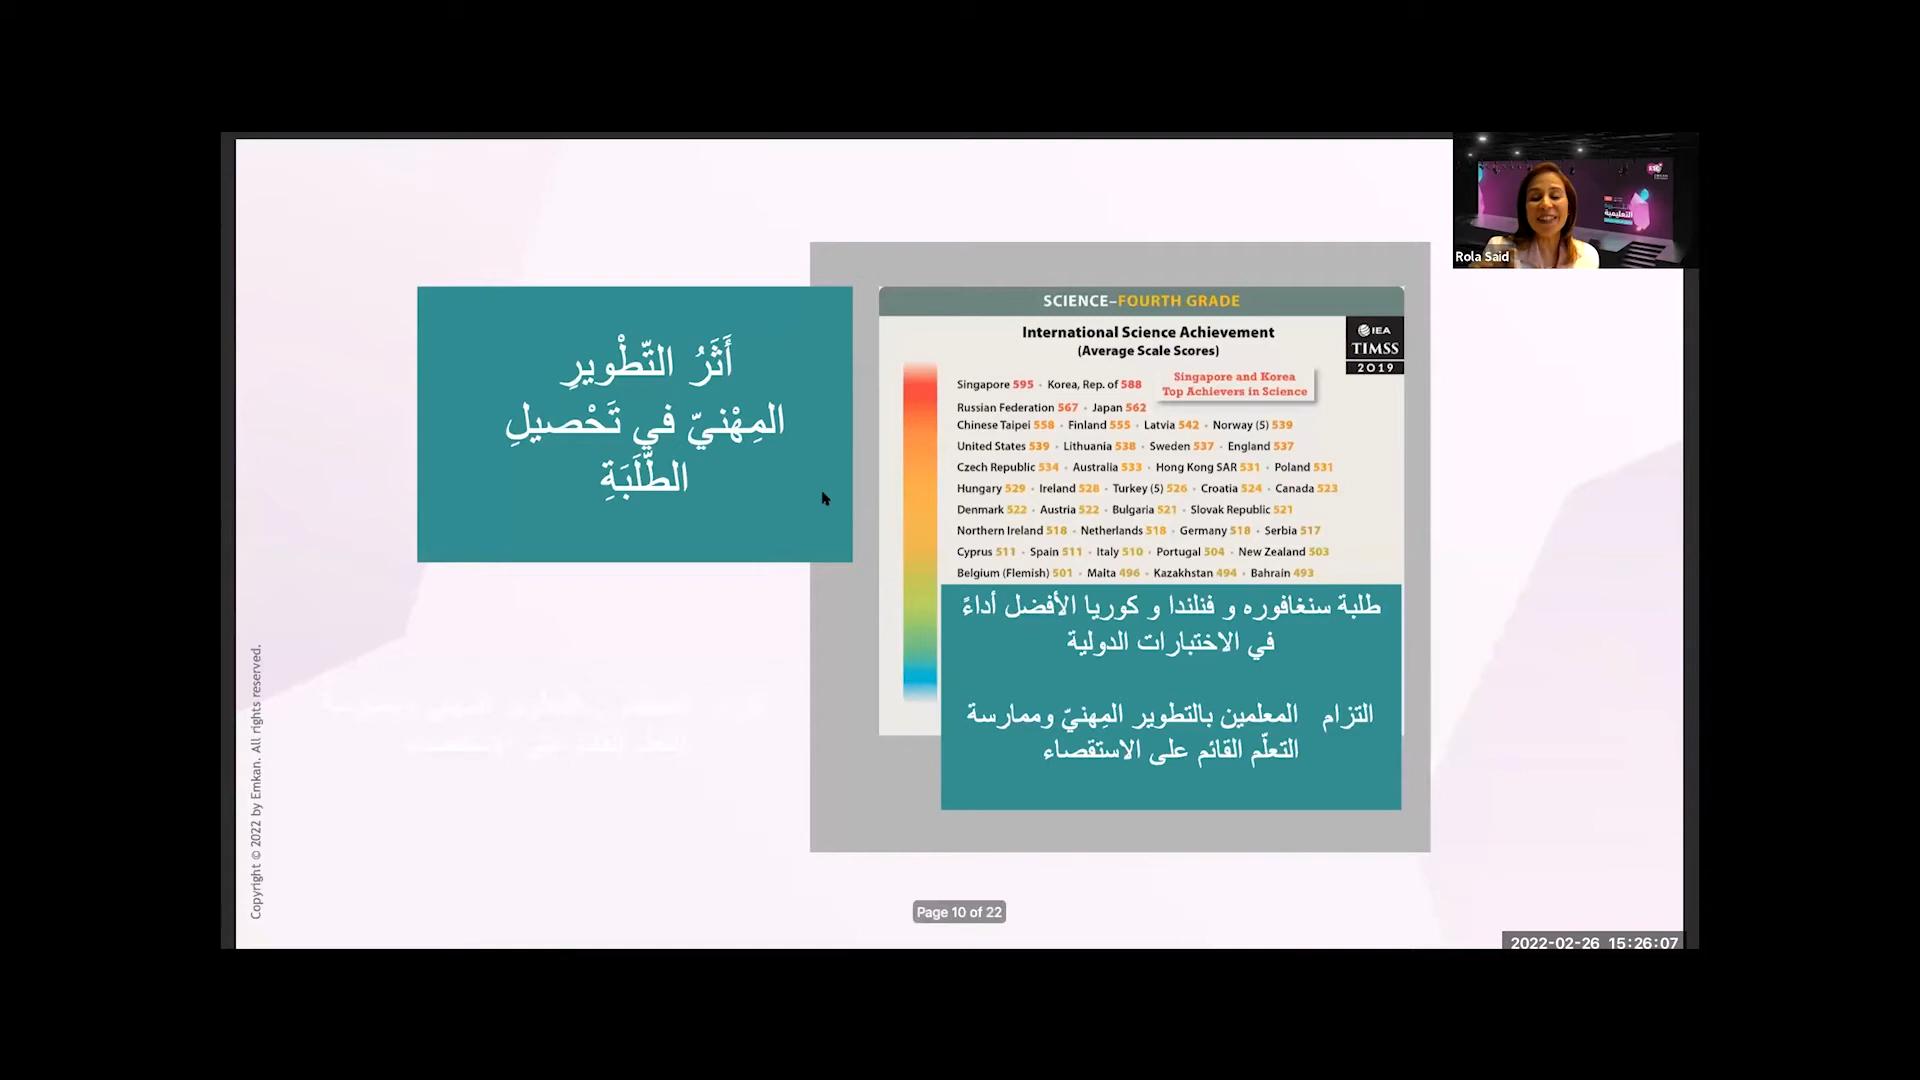 أَثَرُ التّطْويرِ
المِهْنيّ في تَحْصيلِ
الطّلَبَةِ
SCIENCE–FOURTH GRADE
International Science Achievement
(Average Scale Scores)
IEA
TIMSS
2019
Singapore 595 • Korea, Rep. of 588
Singapore and Korea
Top Achievers in Science
Russian Federation 567 • Japan 562
Chinese Taipei 558 • Finland 555 • Latvia 542 • Norway (5) 539
United States 539 • Lithuania 538 • Sweden 537 • England 537
Czech Republic 534 • Australia 533 • Hong Kong SAR 531 • Poland 531
Hungary 529 • Ireland 528 • Turkey (5) 526 • Croatia 524 • Canada 523
Denmark 522 • Austria 522 • Bulgaria 521 • Slovak Republic 521
Northern Ireland 518 • Netherlands 518 • Germany 518 • Serbia 517
Cyprus 511 • Spain 511 • Italy 510 • Portugal 504 • New Zealand 503
Belgium (Flemish) 501 • Malta 496 • Kazakhstan 494 • Bahrain 493
طلبة سنغافوره و فنلندا و كوريا الأفضل أداءً
في الاختبارات الدولية
التزام المعلمين بالتطوير المِهنيّ وممارسة
التعلّم القائم على الاستقصاء
Rola Said
التعليمية
Copyright © 2022 by Emkan. All rights reserved.
Page 10 of 22
2022-02-26 15:26:07